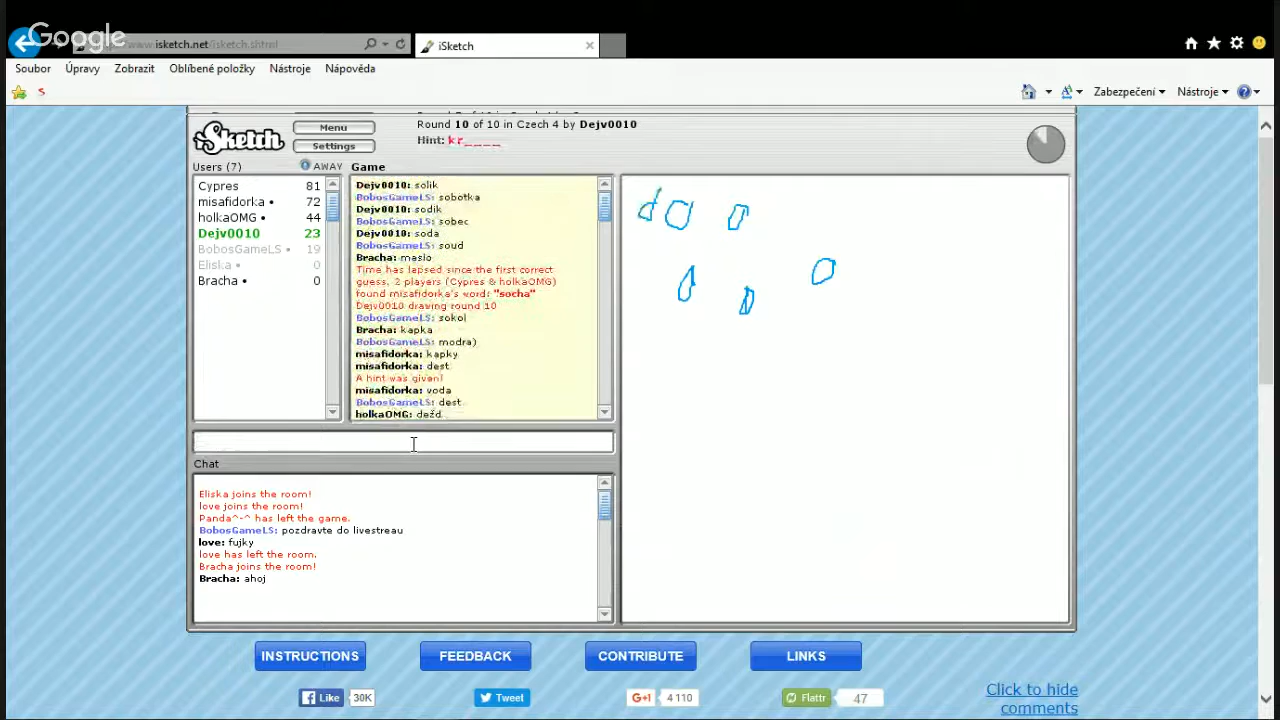 Google
www.isketch.net/isketch.shtml
iSketch
Soubor Úpravy Zobrazit Oblíbené položky Nástroje Nápověda
S
Zabezpečení Nástroje
iSketch
Menu
Settings
Round 10 of 10 in Czech 4 by Dejv0010
Hint: kr____
Users (7) AWAY
Game
Cypres 81
misafidorka • 72
holkaOMG • 44
Dejv0010 23
BobosGameLS • 19
Eliska • 0
Bracha • 0
Dejv0010: solik
BobosGameLS: sobotka
Dejv0010: sodik
BobosGameLS: sobec
Dejv0010: soda
BobosGameLS: soud
Bracha: maslo
Time has lapsed since the first correct
guess. 2 players (Cypres & holkaOMG)
found misafidorka's word: "socha"
Dejv0010 drawing round 10
BobosGameLS: sokol
Bracha: kapka
BobosGameLS: modra)
misafidorka: kapky
misafidorka: dest
A hint was given!
misafidorka: voda
BobosGameLS: dest
holkaOMG: dežd
Chat
Eliska joins the room!
love joins the room!
Panda^-^ has left the game.
BobosGameLS: pozdravte do livestreau
love: fujky
love has left the room.
Bracha joins the room!
Bracha: ahoj
INSTRUCTIONS FEEDBACK CONTRIBUTE LINKS
Like 30K Tweet G+1 4 110 Flattr 47
Click to hide
comments